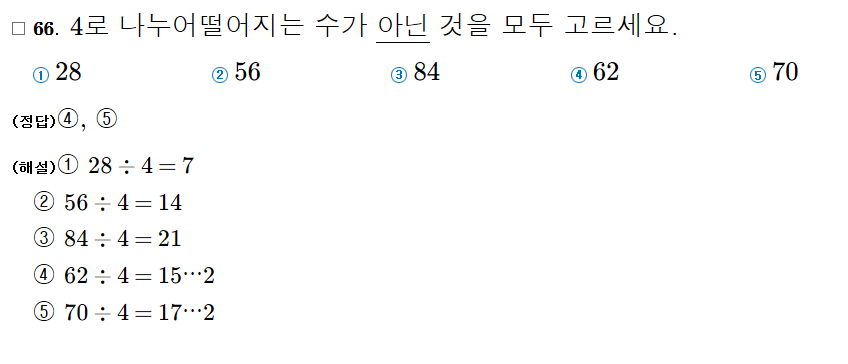 □ 66. 4로 나누어떨어지는 수가 아닌 것을 모두 고르세요.
① 28 ② 56 ③ 84 ④ 62 ⑤ 70
(정답)④, ⑤
(해설)① 28 ÷ 4 = 7
② 56 ÷ 4 = 14
③ 84 ÷ 4 = 21
④ 62 ÷ 4 = 15⋯2
⑤ 70 ÷ 4 = 17⋯2